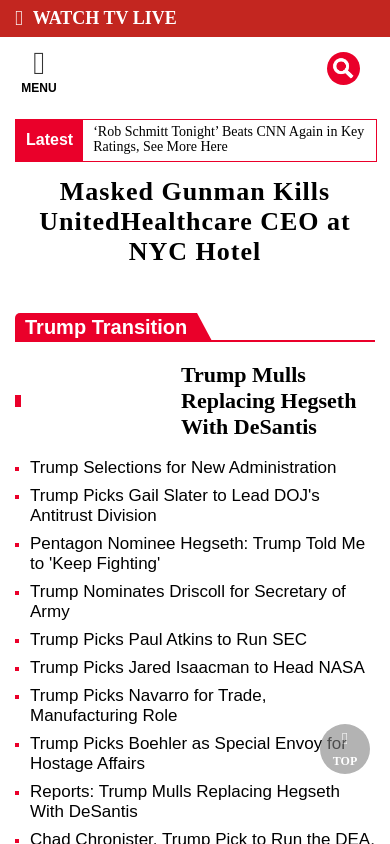 WATCH TV LIVE
MENU
Latest
‘Rob Schmitt Tonight’ Beats CNN Again in Key
Ratings, See More Here
Masked Gunman Kills
UnitedHealthcare CEO at
NYC Hotel
Trump Transition
Trump Mulls
Replacing Hegseth
With DeSantis
Trump Selections for New Administration
Trump Picks Gail Slater to Lead DOJ's
Antitrust Division
Pentagon Nominee Hegseth: Trump Told Me
to 'Keep Fighting'
Trump Nominates Driscoll for Secretary of
Army
Trump Picks Paul Atkins to Run SEC
Trump Picks Jared Isaacman to Head NASA
Trump Picks Navarro for Trade,
Manufacturing Role
Trump Picks Boehler as Special Envoy for
Hostage Affairs
TOP
Reports: Trump Mulls Replacing Hegseth
With DeSantis
Chad Chronister, Trump Pick to Run the DEA,